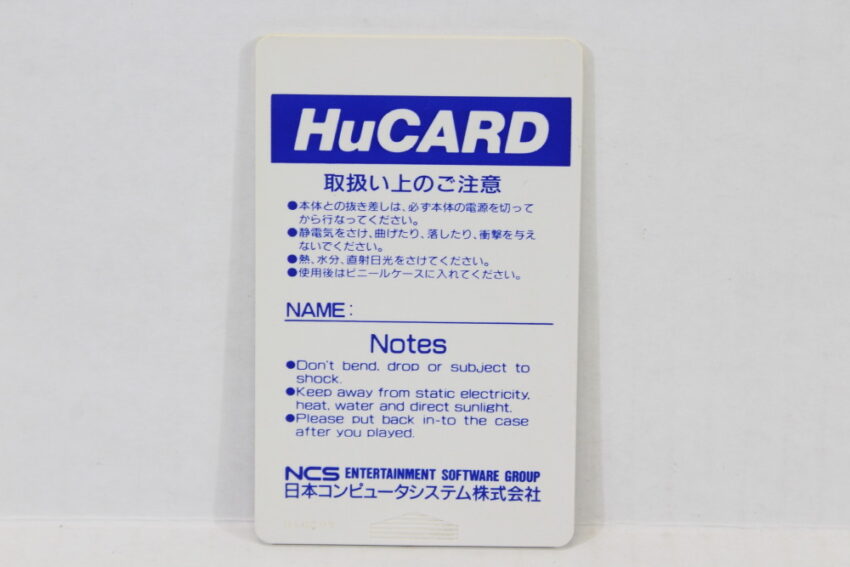 HuCARD
取扱い上のご注意
●本体との抜き差しは、必ず本体の電源を切って
から行なってください。
●静電気をさけ、曲げたり、落したり、衝撃を与え
ないでください。
●熱、水分、直射日光をさけてください。
●使用後はビニールケースに入れてください。
NAME:
Notes
●Don't bend, drop or subject to
shock.
●Keep away from static electricity,
heat, water and direct sunlight.
●Please put back in-to the case
after you played.
NCS ENTERTAINMENT SOFTWARE GROUP
日本コンピュータシステム株式会社